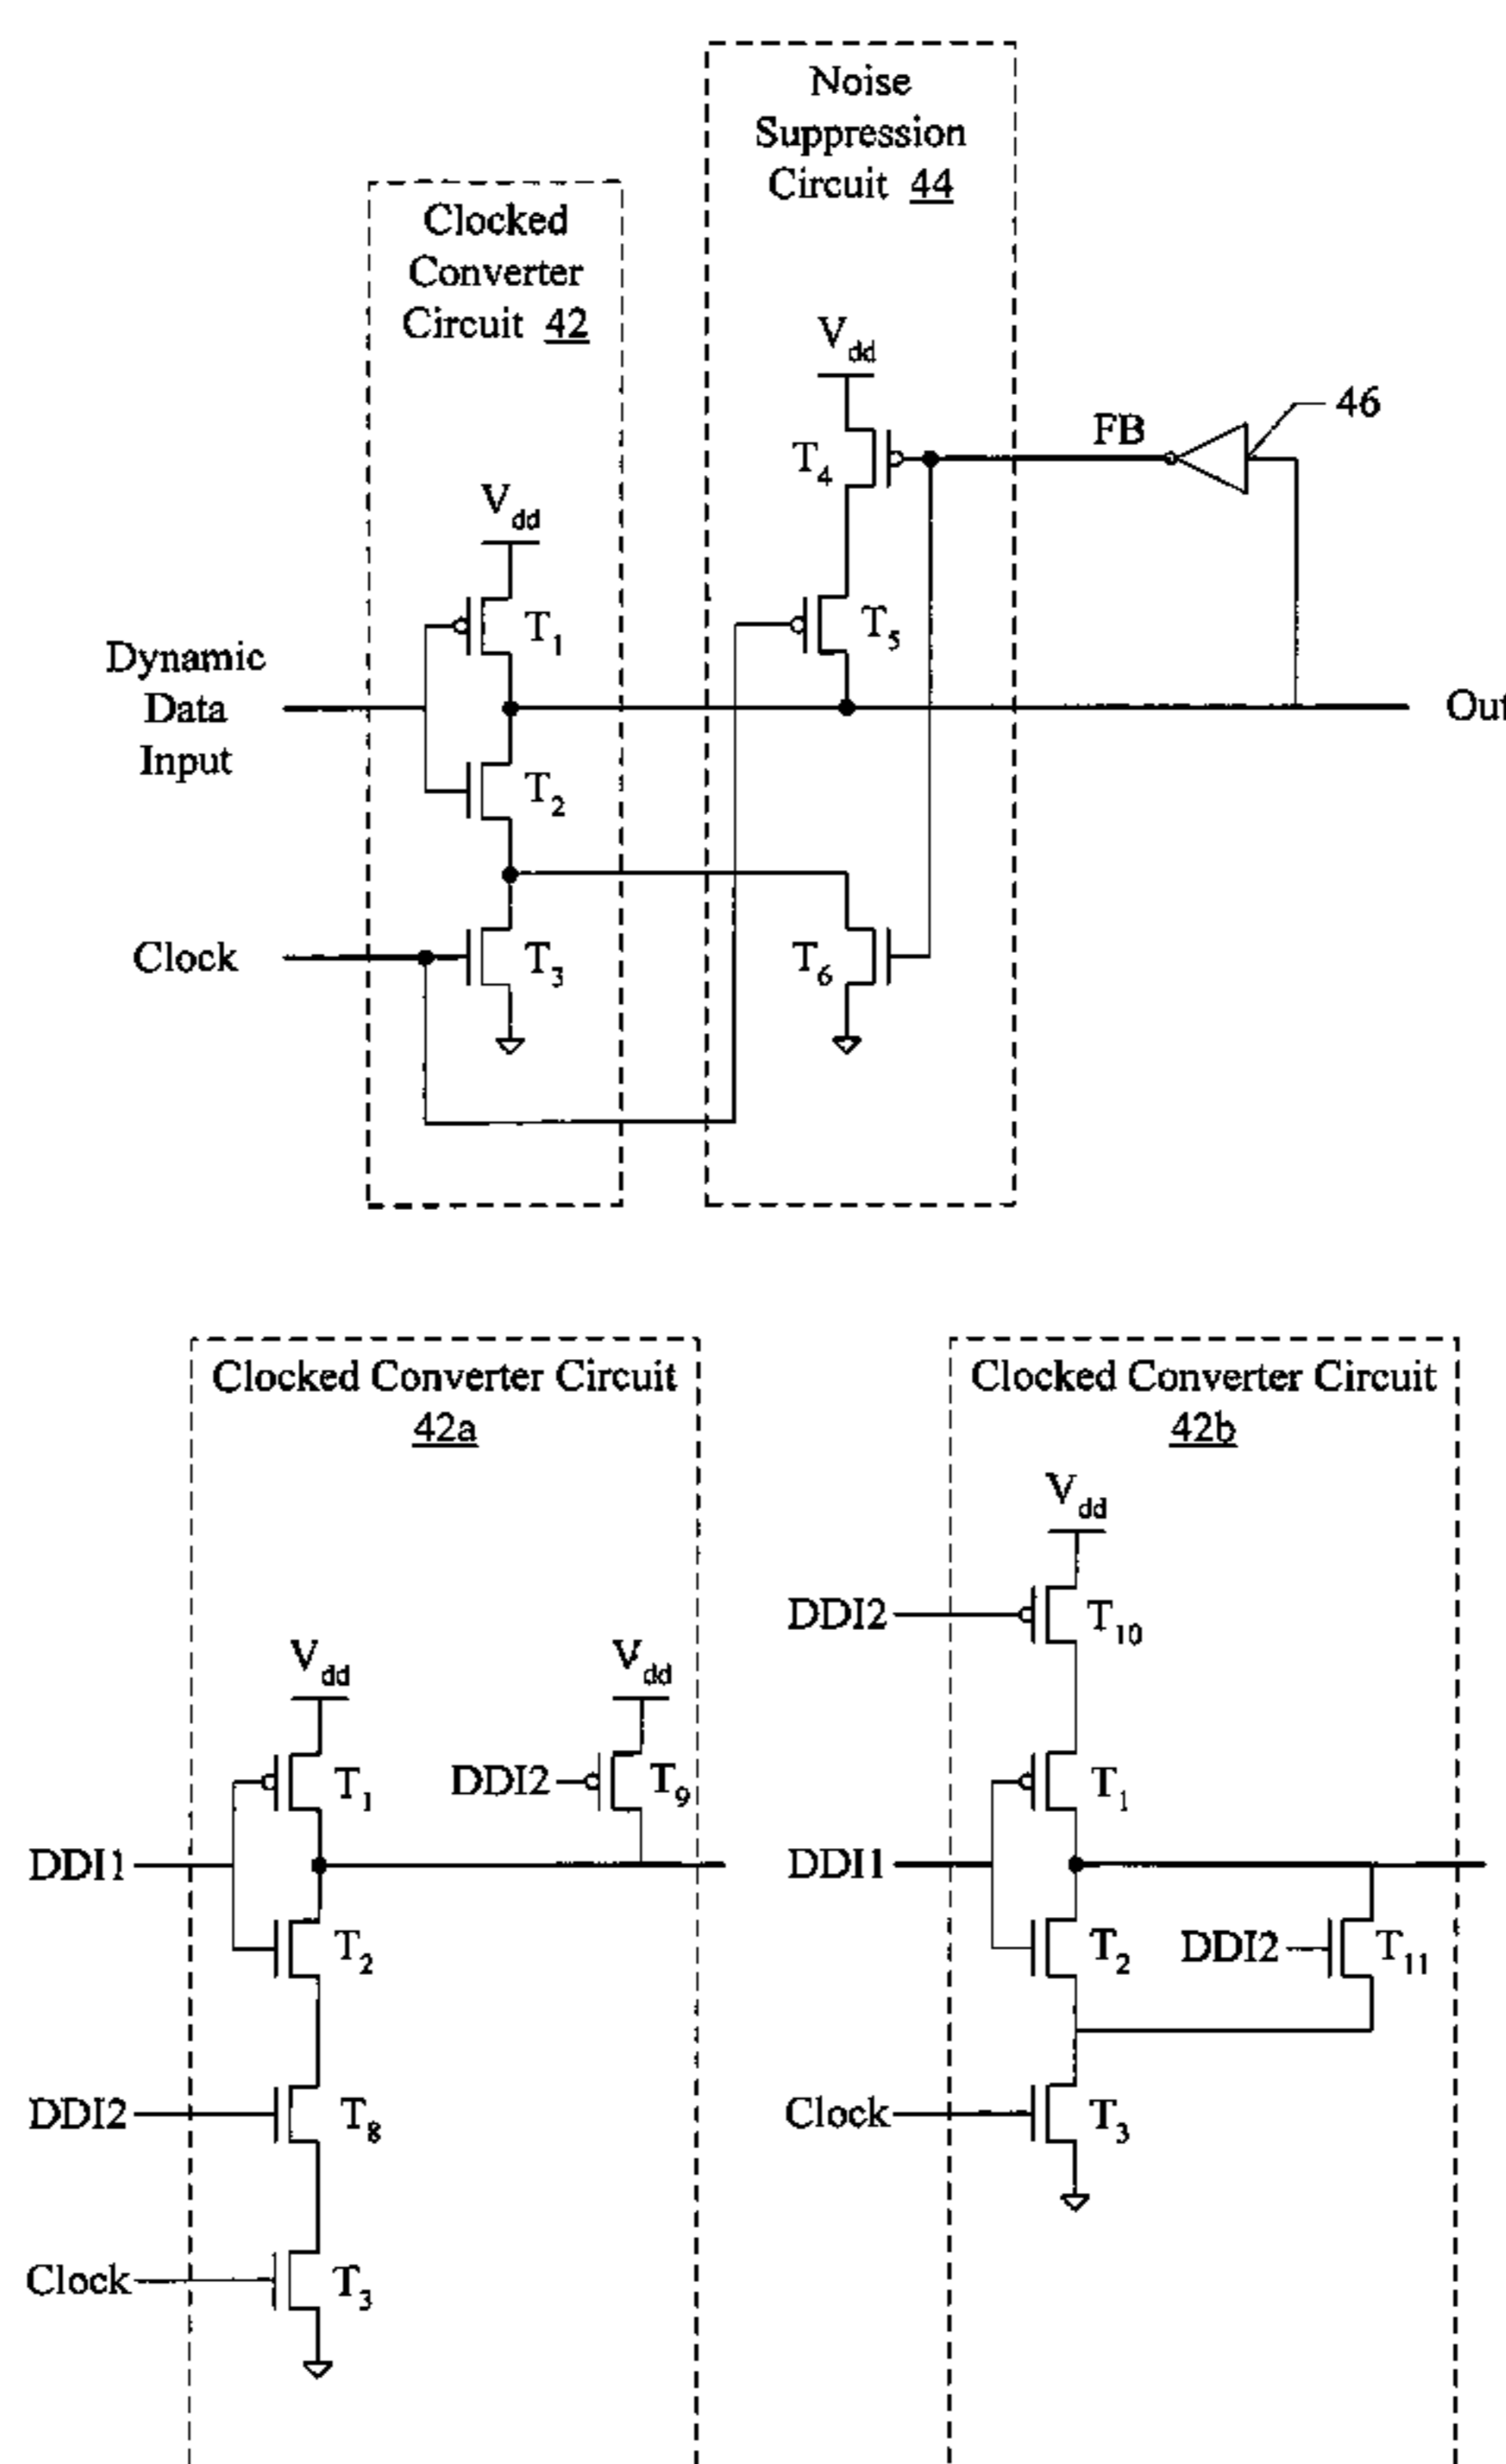 Noise
Suppression
Circuit 44
Clocked
Converter
Circuit 42
Vdd
46
FB
T4
Vdd
T1
T5
Dynamic
Data
Input
Out
T2
Clock
T3
T6
Clocked Converter Circuit
42a
Clocked Converter Circuit
42b
Vdd
DDI2
T10
Vdd
Vdd
T1
DDI2
T9
T1
DDI1
DDI1
T2
T2
DDI2
T11
DDI2
T8
Clock
T3
Clock
T3